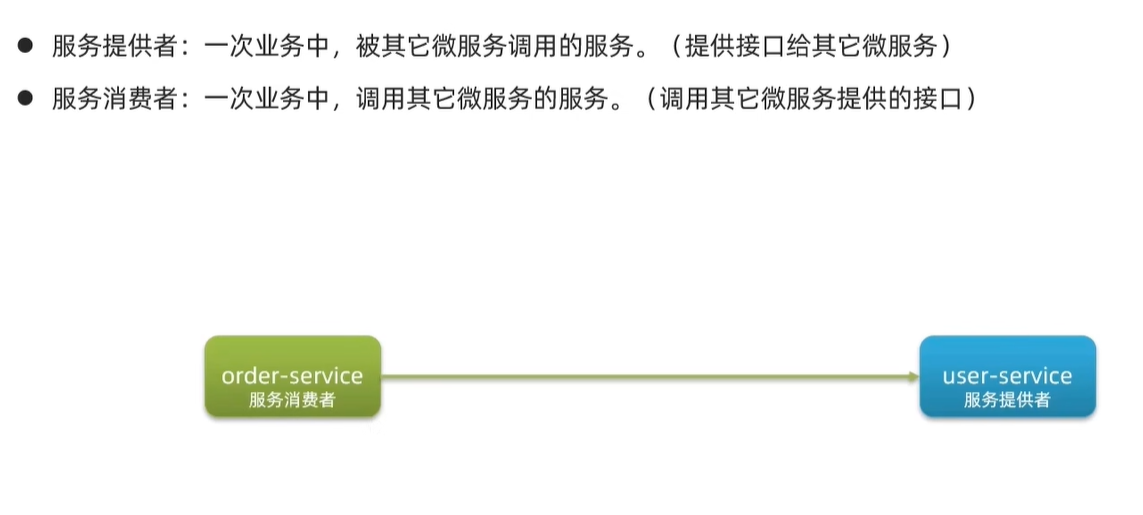 ● 服务提供者：一次业务中，被其它微服务调用的服务。（提供接口给其它微服务）
● 服务消费者：一次业务中，调用其它微服务的服务。（调用其它微服务提供的接口）
order-service
服务消费者
user-service
服务提供者